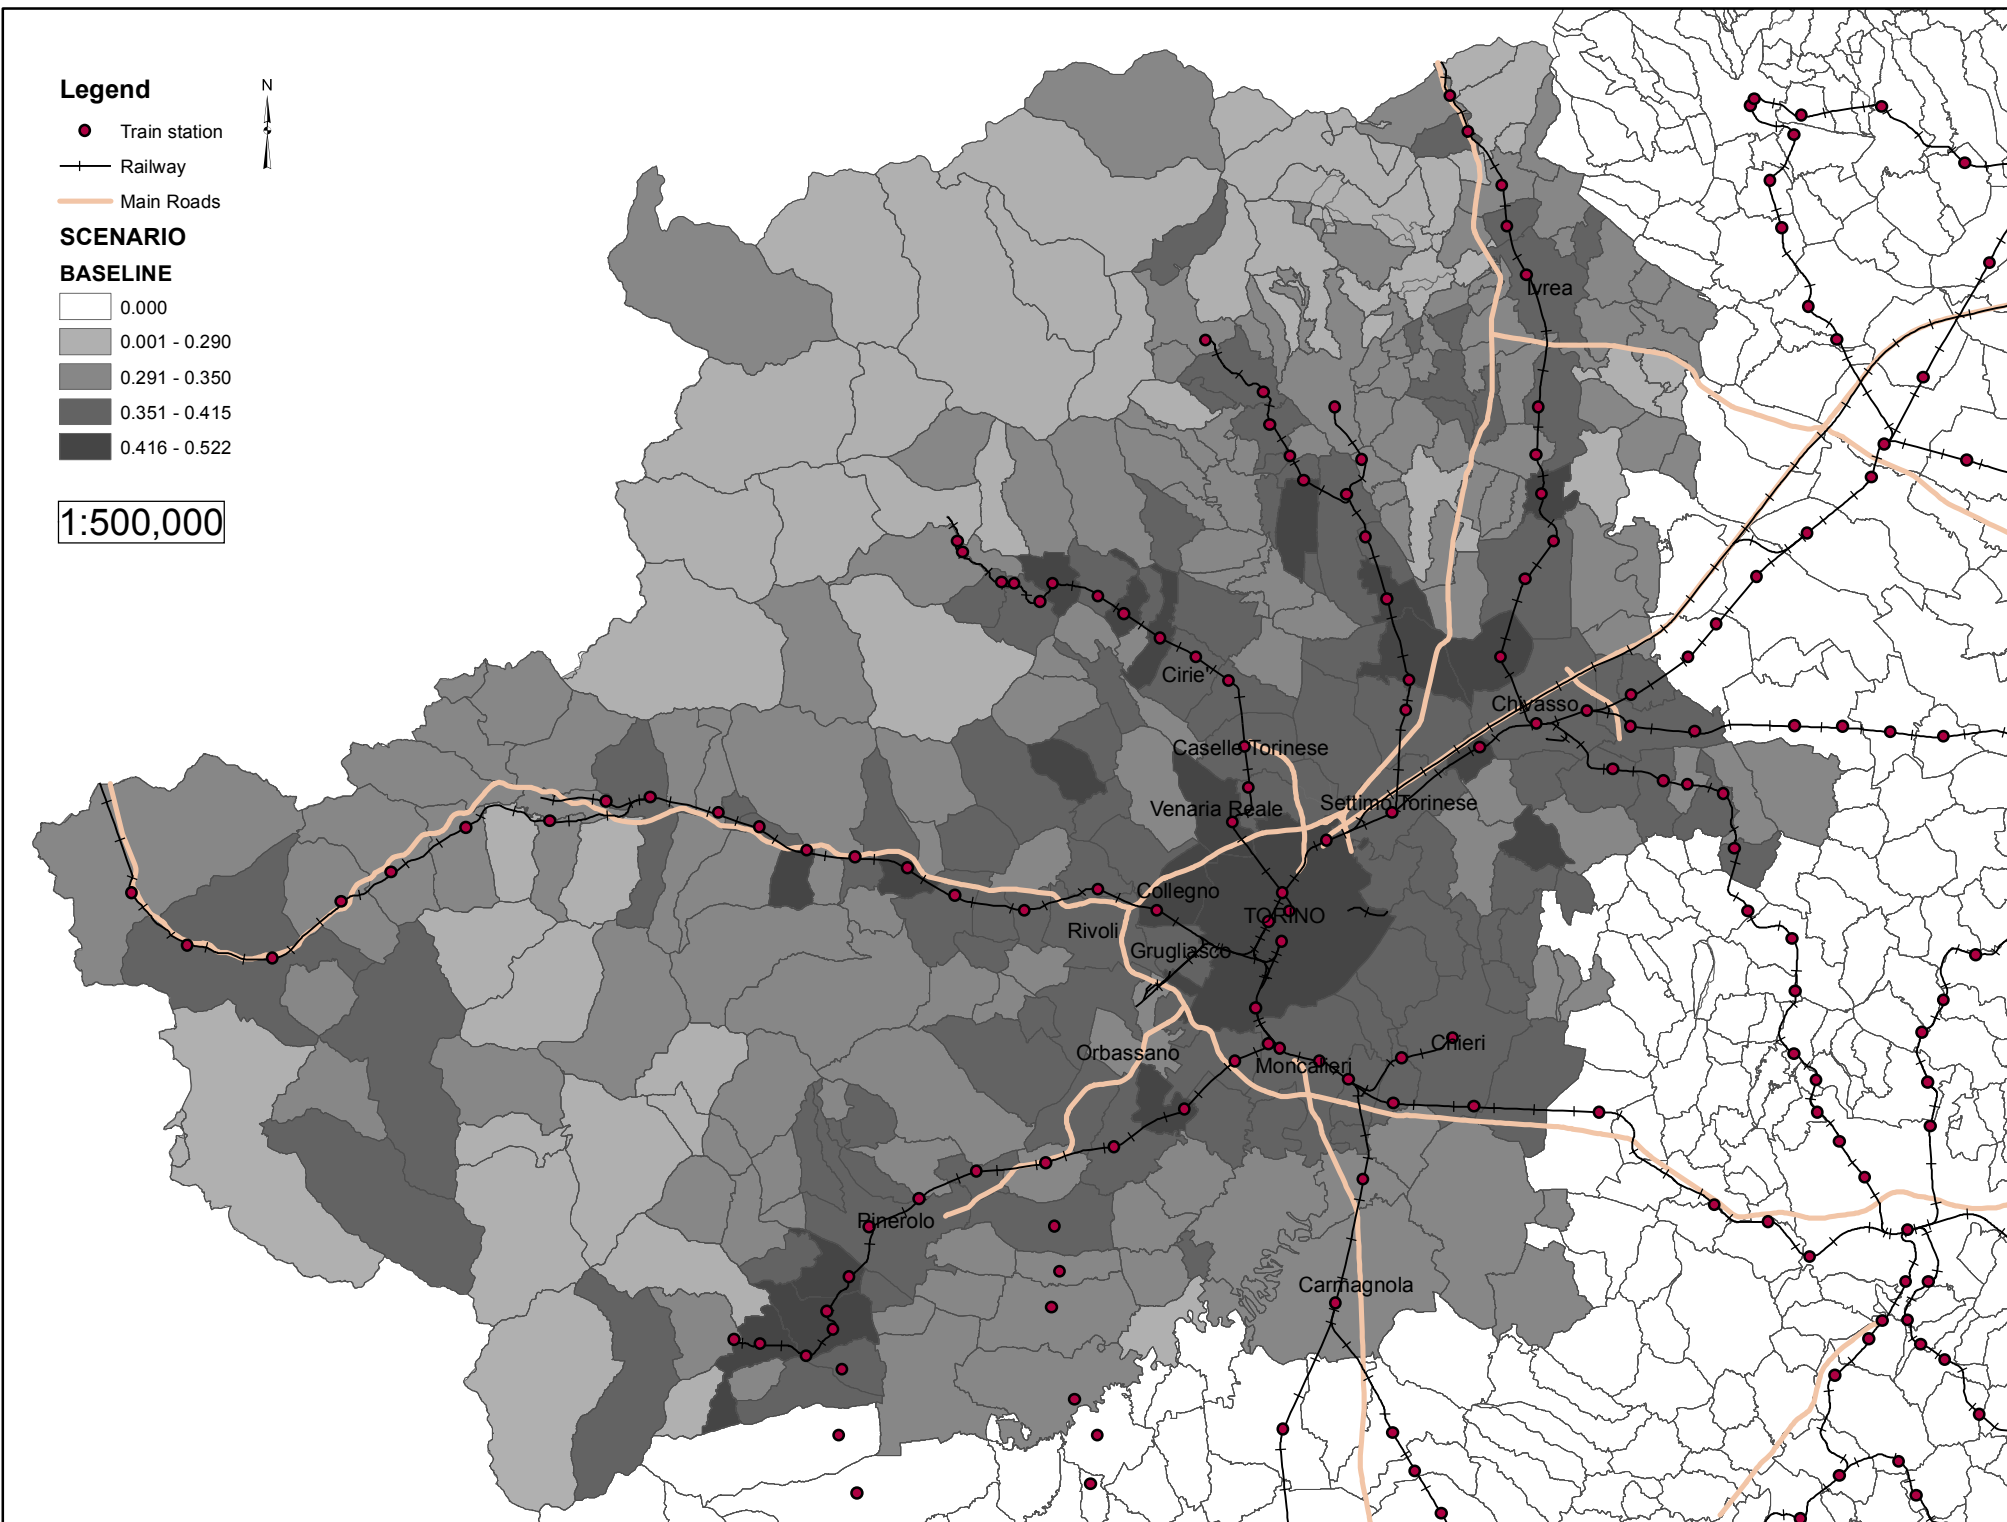 Legend
N
Train station
Railway
Main Roads
SCENARIO
BASELINE
0.000
0.001 - 0.290
0.291 - 0.350
0.351 - 0.415
0.416 - 0.522
1:500,000
Ivrea
Cirie'
Chivasso
Caselle Torinese
Venaria Reale
Settimo Torinese
Collegno
TORINO
Rivoli
Grugliasco
Orbassano
Chieri
Moncalieri
Pinerolo
Carmagnola